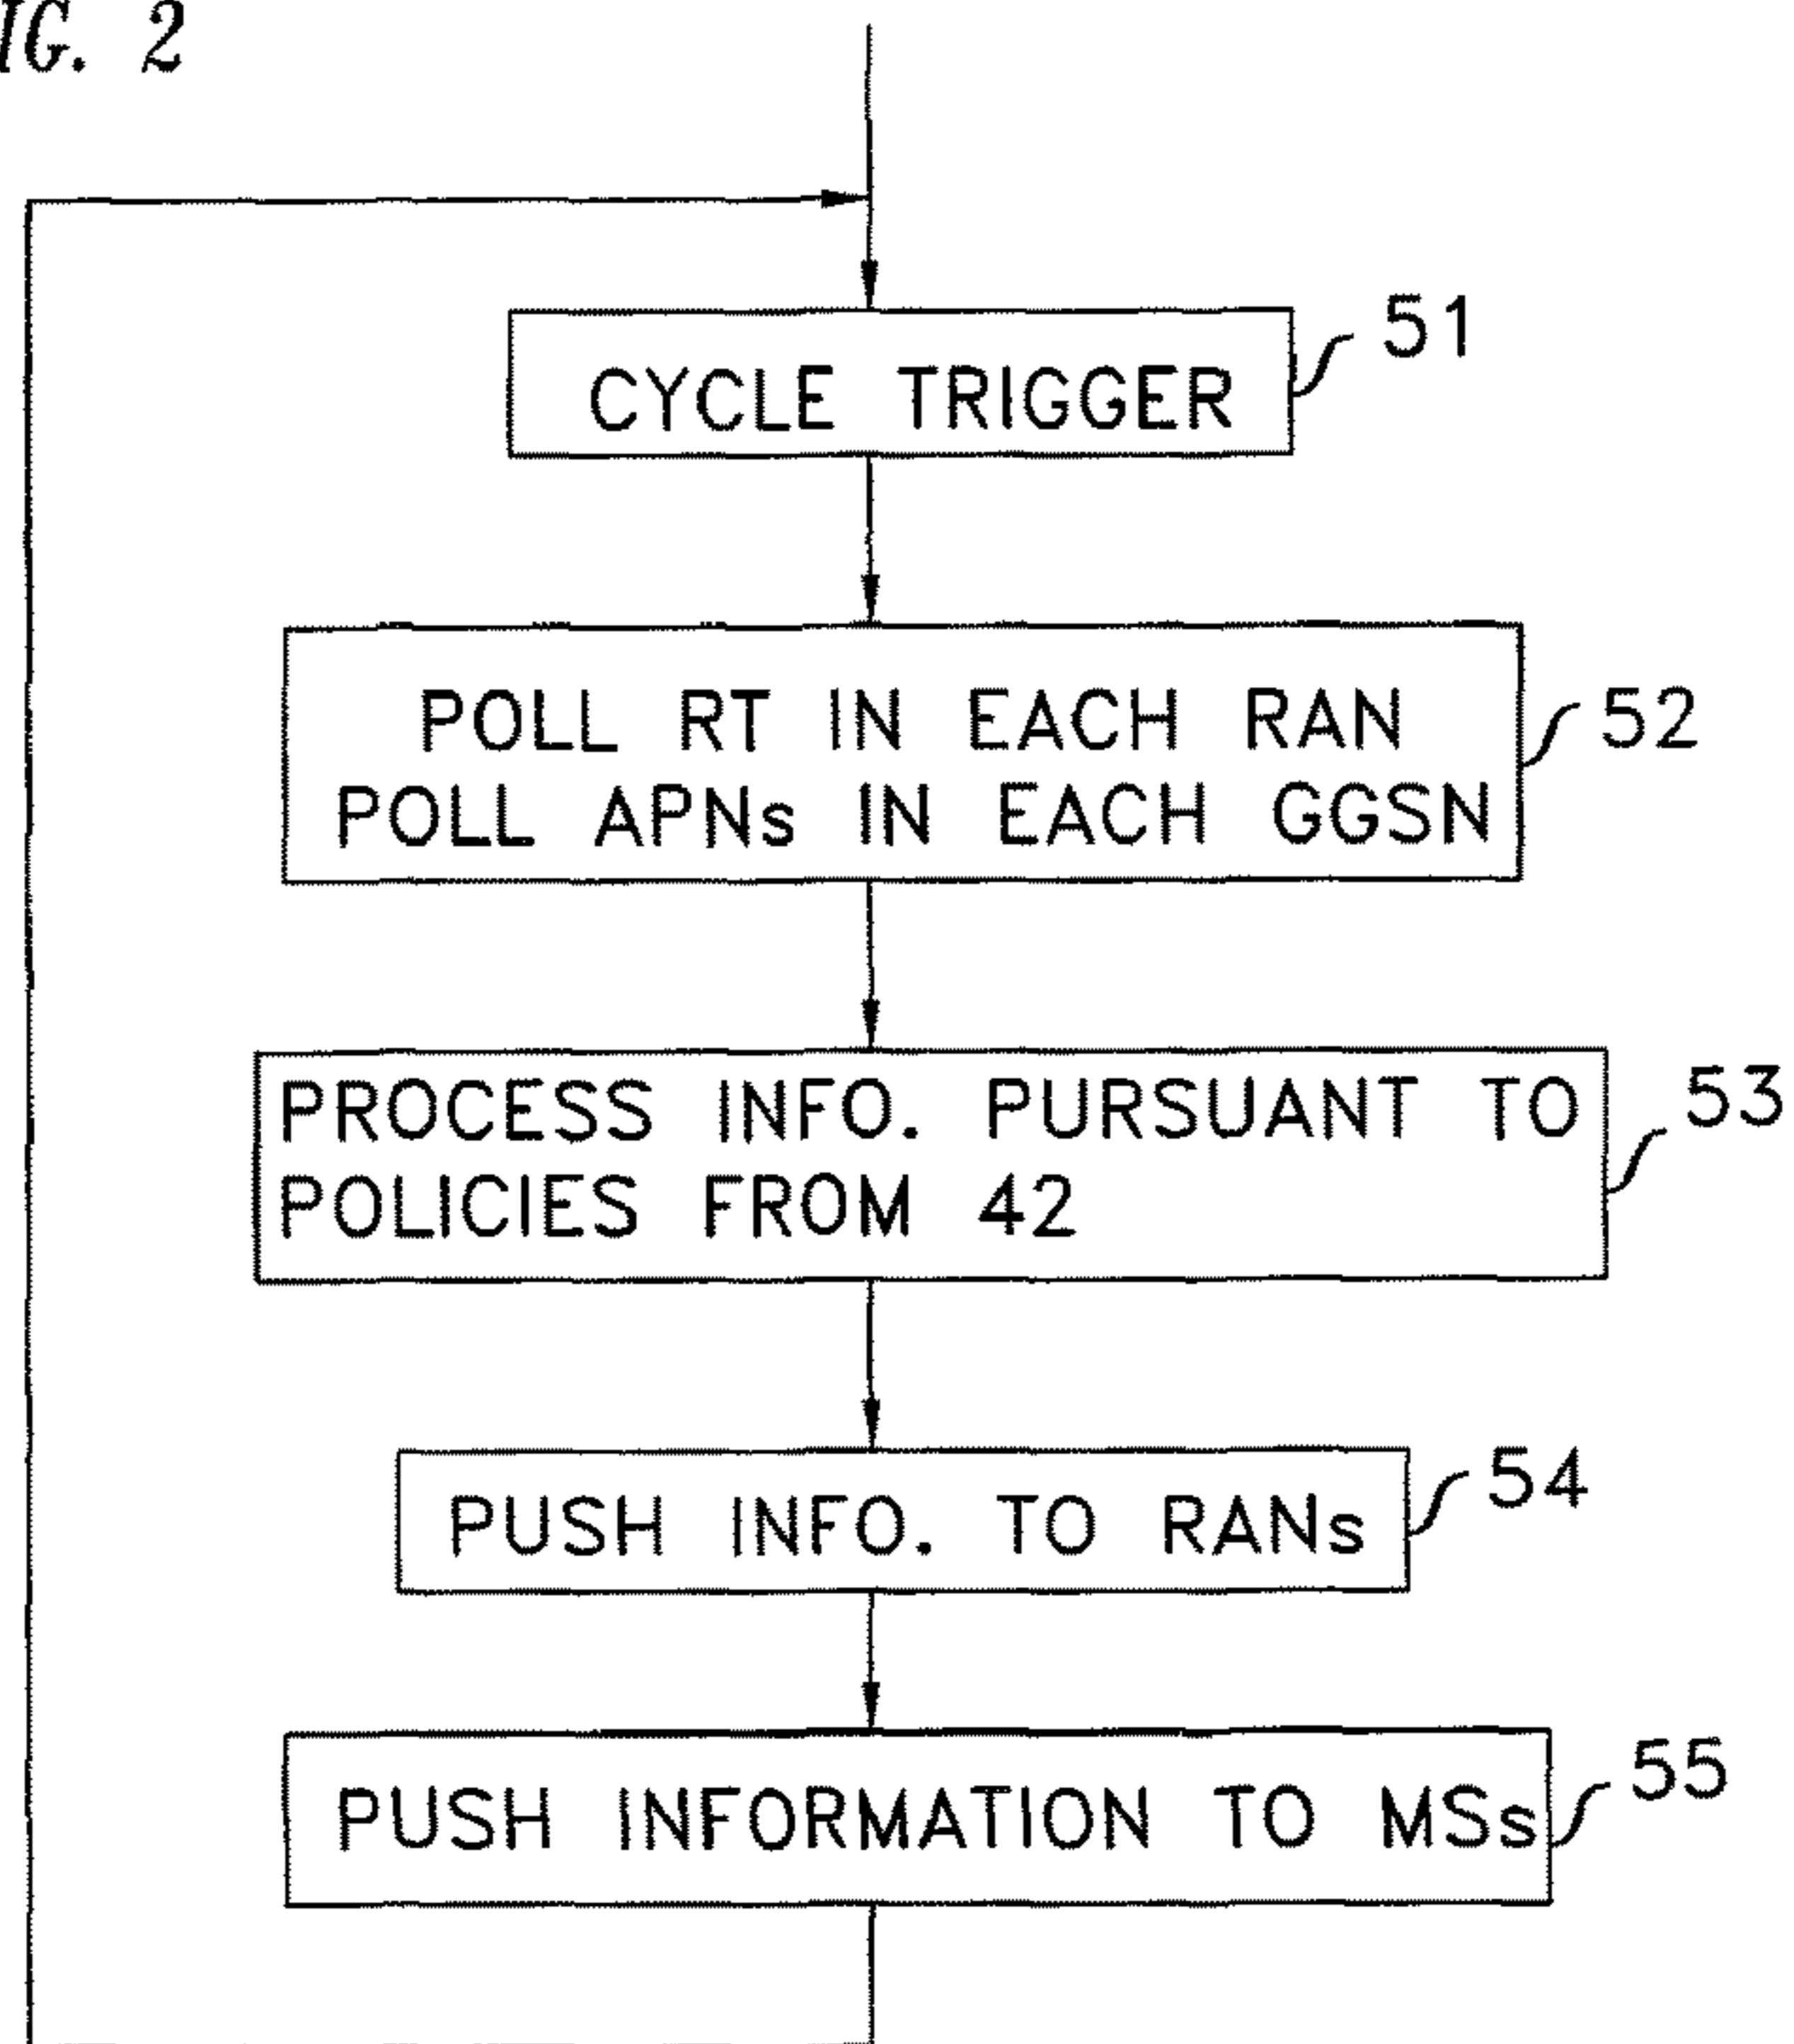 IG. 2
51
CYCLE TRIGGER
52
POLL RT IN EACH RAN
POLL APNs IN EACH GGSN
53
PROCESS INFO. PURSUANT TO
POLICIES FROM 42
54
PUSH INFO. TO RANs
55
PUSH INFORMATION TO MSs